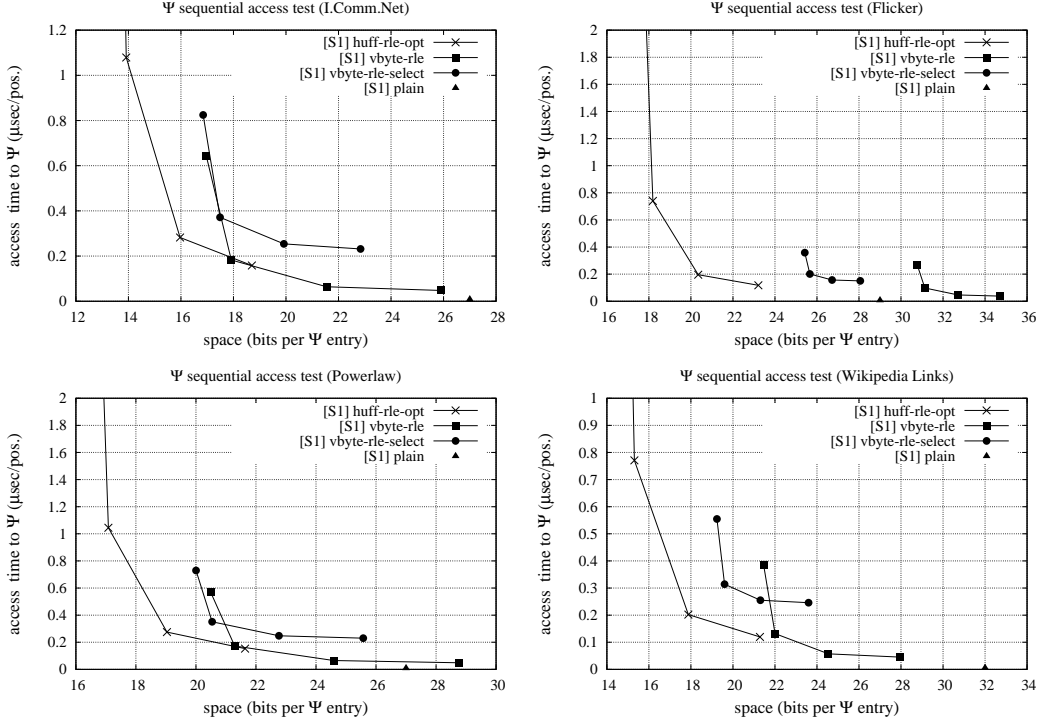 Ψ sequential access test (I.Comm.Net)
access time to Ψ (μsec/pos.)
1.2
1
0.8
0.6
0.4
0.2
0
[S1] huff-rle-opt
[S1] vbyte-rle
[S1] vbyte-rle-select
[S1] plain
12 14 16 18 20 22 24 26 28
space (bits per Ψ entry)
Ψ sequential access test (Flicker)
access time to Ψ (μsec/pos.)
2
1.8
1.6
1.4
1.2
1
0.8
0.6
0.4
0.2
0
[S1] huff-rle-opt
[S1] vbyte-rle
[S1] vbyte-rle-select
[S1] plain
16 18 20 22 24 26 28 30 32 34 36
space (bits per Ψ entry)
Ψ sequential access test (Powerlaw)
access time to Ψ (μsec/pos.)
2
1.8
1.6
1.4
1.2
1
0.8
0.6
0.4
0.2
0
[S1] huff-rle-opt
[S1] vbyte-rle
[S1] vbyte-rle-select
[S1] plain
16 18 20 22 24 26 28 30
space (bits per Ψ entry)
Ψ sequential access test (Wikipedia Links)
access time to Ψ (μsec/pos.)
1
0.9
0.8
0.7
0.6
0.5
0.4
0.3
0.2
0.1
0
[S1] huff-rle-opt
[S1] vbyte-rle
[S1] vbyte-rle-select
[S1] plain
14 16 18 20 22 24 26 28 30 32 34
space (bits per Ψ entry)